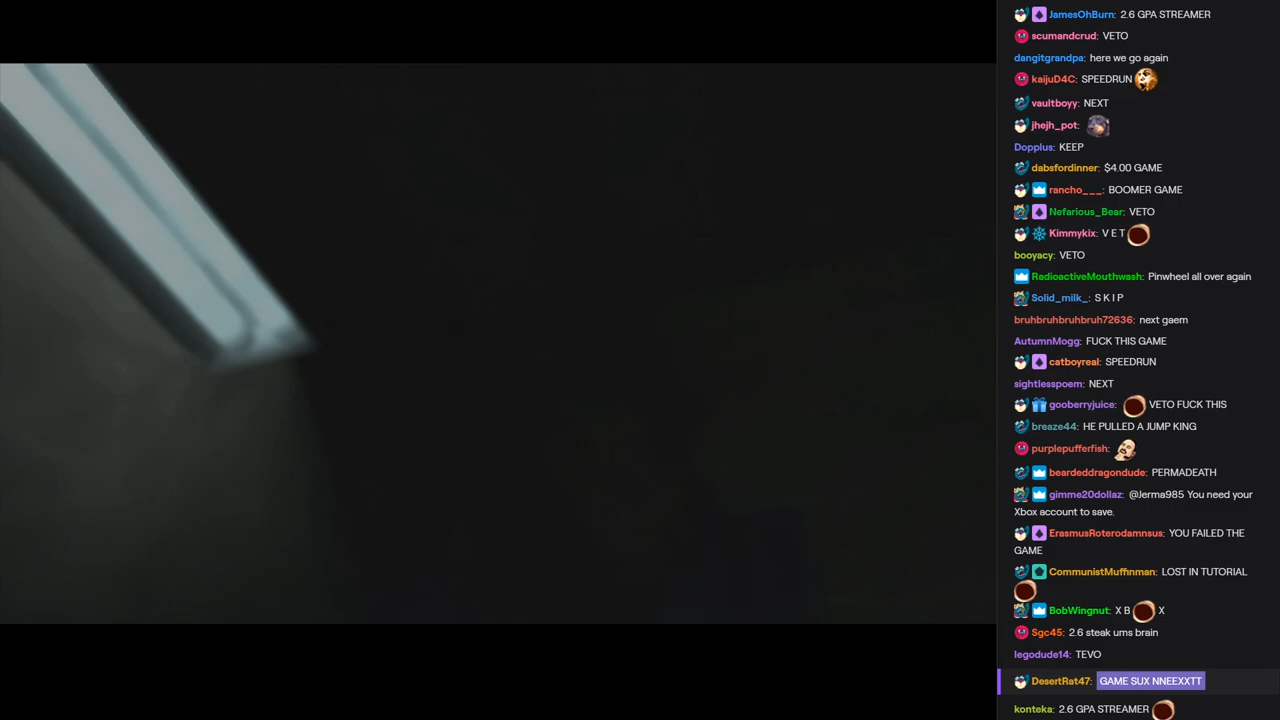 JamesOhBurn: 2.6 GPA STREAMER
scumandcrud: VETO
dangitgrandpa: here we go again
kaijuD4C: SPEEDRUN
vaultboyy: NEXT
jhejh_pot:
Dopplus: KEEP
dabsfordinner: $4.00 GAME
rancho___: BOOMER GAME
Nefarious_Bear: VETO
Kimmykix: V E T
booyacy: VETO
RadioactiveMouthwash: Pinwheel all over again
Solid_milk_: S K I P
bruhbruhbruhbruh72636: next gaem
AutumnMogg: FUCK THIS GAME
catboyreal: SPEEDRUN
sightlesspoem: NEXT
gooberryjuice: VETO FUCK THIS
breaze44: HE PULLED A JUMP KING
purplepufferfish:
beardeddragondude: PERMADEATH
gimme20dollaz: @Jerma985 You need your
Xbox account to save.
ErasmusRoterodamnsus: YOU FAILED THE
GAME
CommunistMuffinman: LOST IN TUTORIAL
BobWingnut: X B X
Sgc45: 2.6 steak ums brain
legodude14: TEVO
DesertRat47: GAME SUX NNEEXXTT
konteka: 2.6 GPA STREAMER